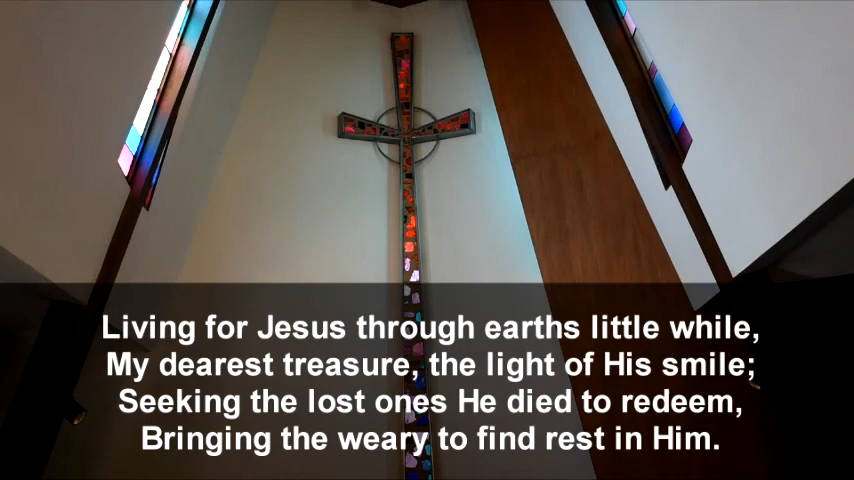 Living for Jesus through earths little while,
My dearest treasure, the light of His smile;
Seeking the lost ones He died to redeem,
Bringing the weary to find rest in Him.